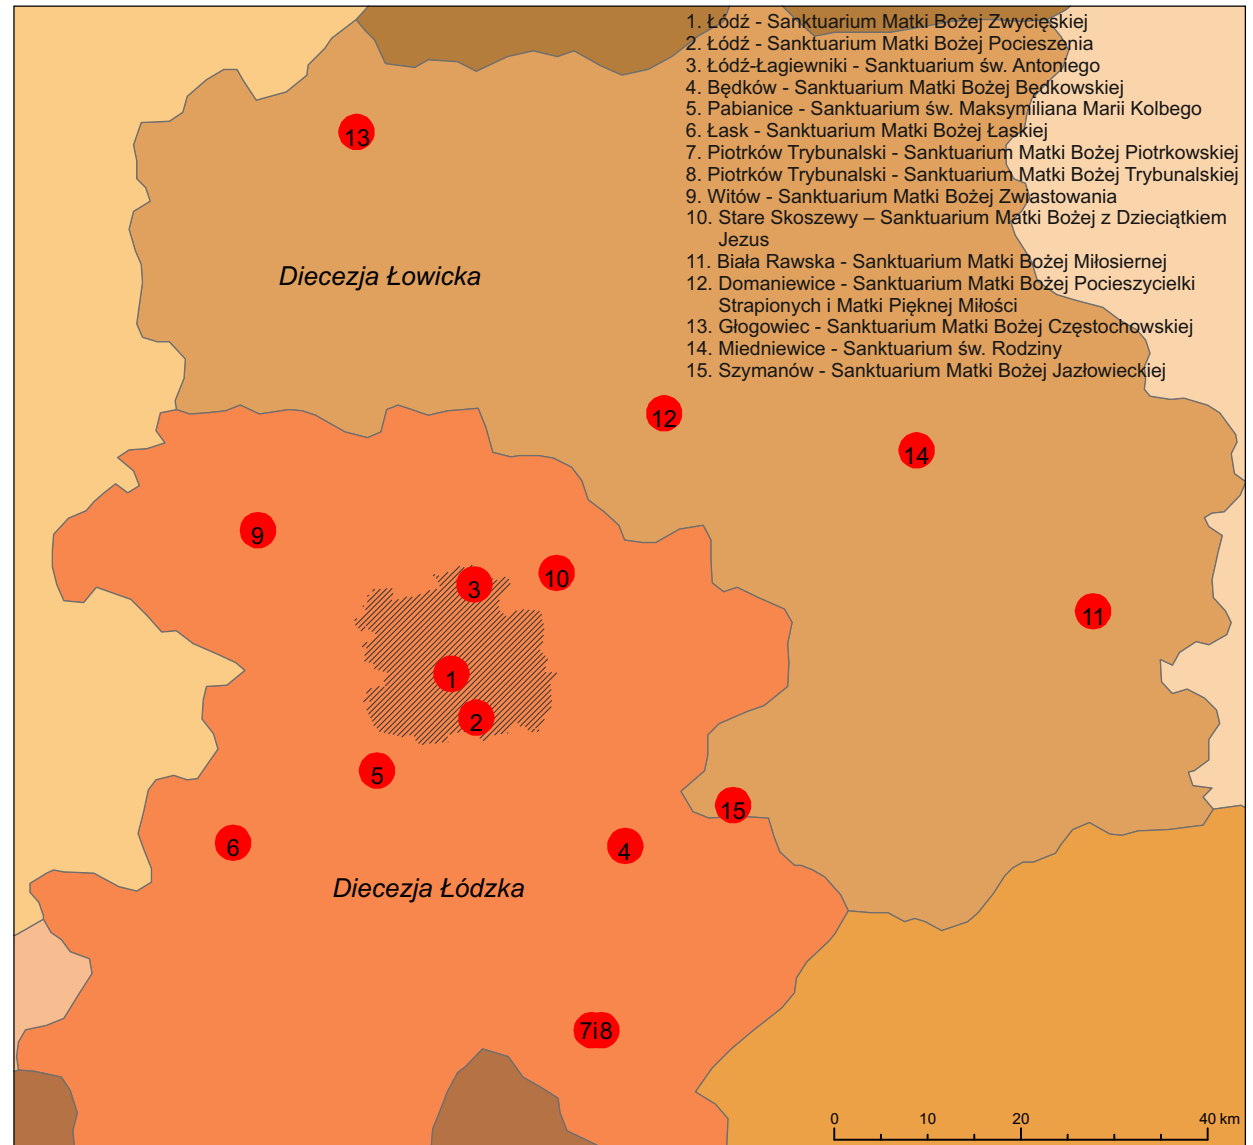 1. Łódź - Sanktuarium Matki Bożej Zwycięskiej
2. Łódź - Sanktuarium Matki Bożej Pocieszenia
3. Łódź-Łagiewniki - Sanktuarium św. Antoniego
4. Będków - Sanktuarium Matki Bożej Będkowskiej
5. Pabianice - Sanktuarium św. Maksymiliana Marii Kolbego
6. Łask - Sanktuarium Matki Bożej Łaskiej
7. Piotrków Trybunalski - Sanktuarium Matki Bożej Piotrkowskiej
8. Piotrków Trybunalski - Sanktuarium Matki Bożej Trybunalskiej
9. Witów - Sanktuarium Matki Bożej Zwiastowania
10. Stare Skoszewy – Sanktuarium Matki Bożej z Dzieciątkiem
Jezus
11. Biała Rawska - Sanktuarium Matki Bożej Miłosiernej
12. Domaniewice - Sanktuarium Matki Bożej Pocieszycielki
Strapionych i Matki Pięknej Miłości
13. Głogowiec - Sanktuarium Matki Bożej Częstochowskiej
14. Miedniewice - Sanktuarium św. Rodziny
15. Szymanów - Sanktuarium Matki Bożej Jazłowieckiej
13
Diecezja Łowicka
12
14
9
10
3
11
1
2
5
15
6
4
Diecezja Łódzka
7i8
0 10 20 40 km